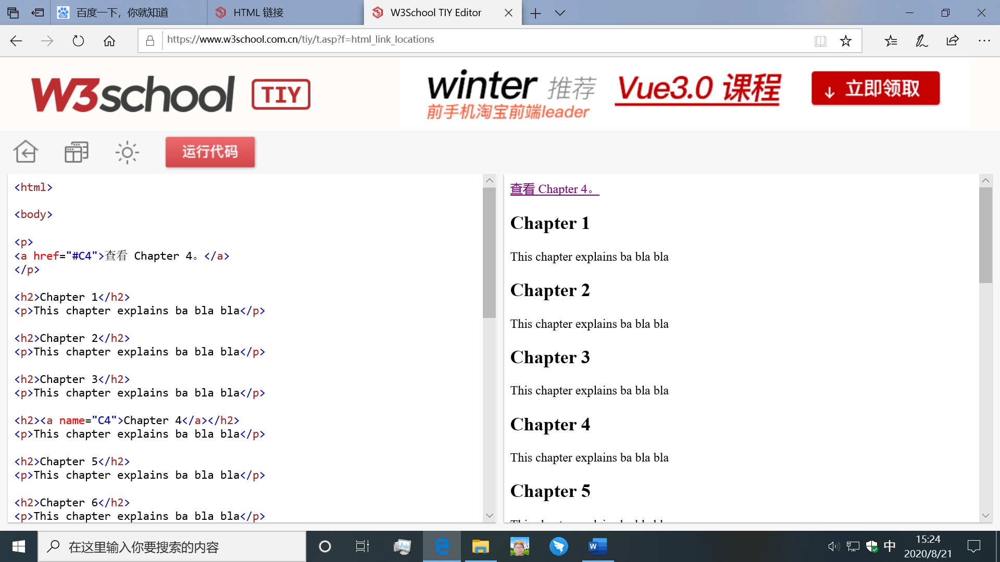 百度一下，你就知道
HTML 链接
W3School TIY Editor
https://www.w3school.com.cn/tiy/t.asp?f=html_link_locations
W3school TIY
winter 推荐
前手机淘宝前端leader
Vue3.0 课程
↓ 立即领取
运行代码
<html>
<body>
<p>
<a href="#C4">查看 Chapter 4。</a>
</p>
<h2>Chapter 1</h2>
<p>This chapter explains ba bla bla</p>
<h2>Chapter 2</h2>
<p>This chapter explains ba bla bla</p>
<h2>Chapter 3</h2>
<p>This chapter explains ba bla bla</p>
<h2><a name="C4">Chapter 4</a></h2>
<p>This chapter explains ba bla bla</p>
<h2>Chapter 5</h2>
<p>This chapter explains ba bla bla</p>
<h2>Chapter 6</h2>
<p>This chapter explains ba bla bla</p>
查看 Chapter 4。
Chapter 1
This chapter explains ba bla bla
Chapter 2
This chapter explains ba bla bla
Chapter 3
This chapter explains ba bla bla
Chapter 4
This chapter explains ba bla bla
Chapter 5
在这里输入你要搜索的内容
中
15:24
2020/8/21